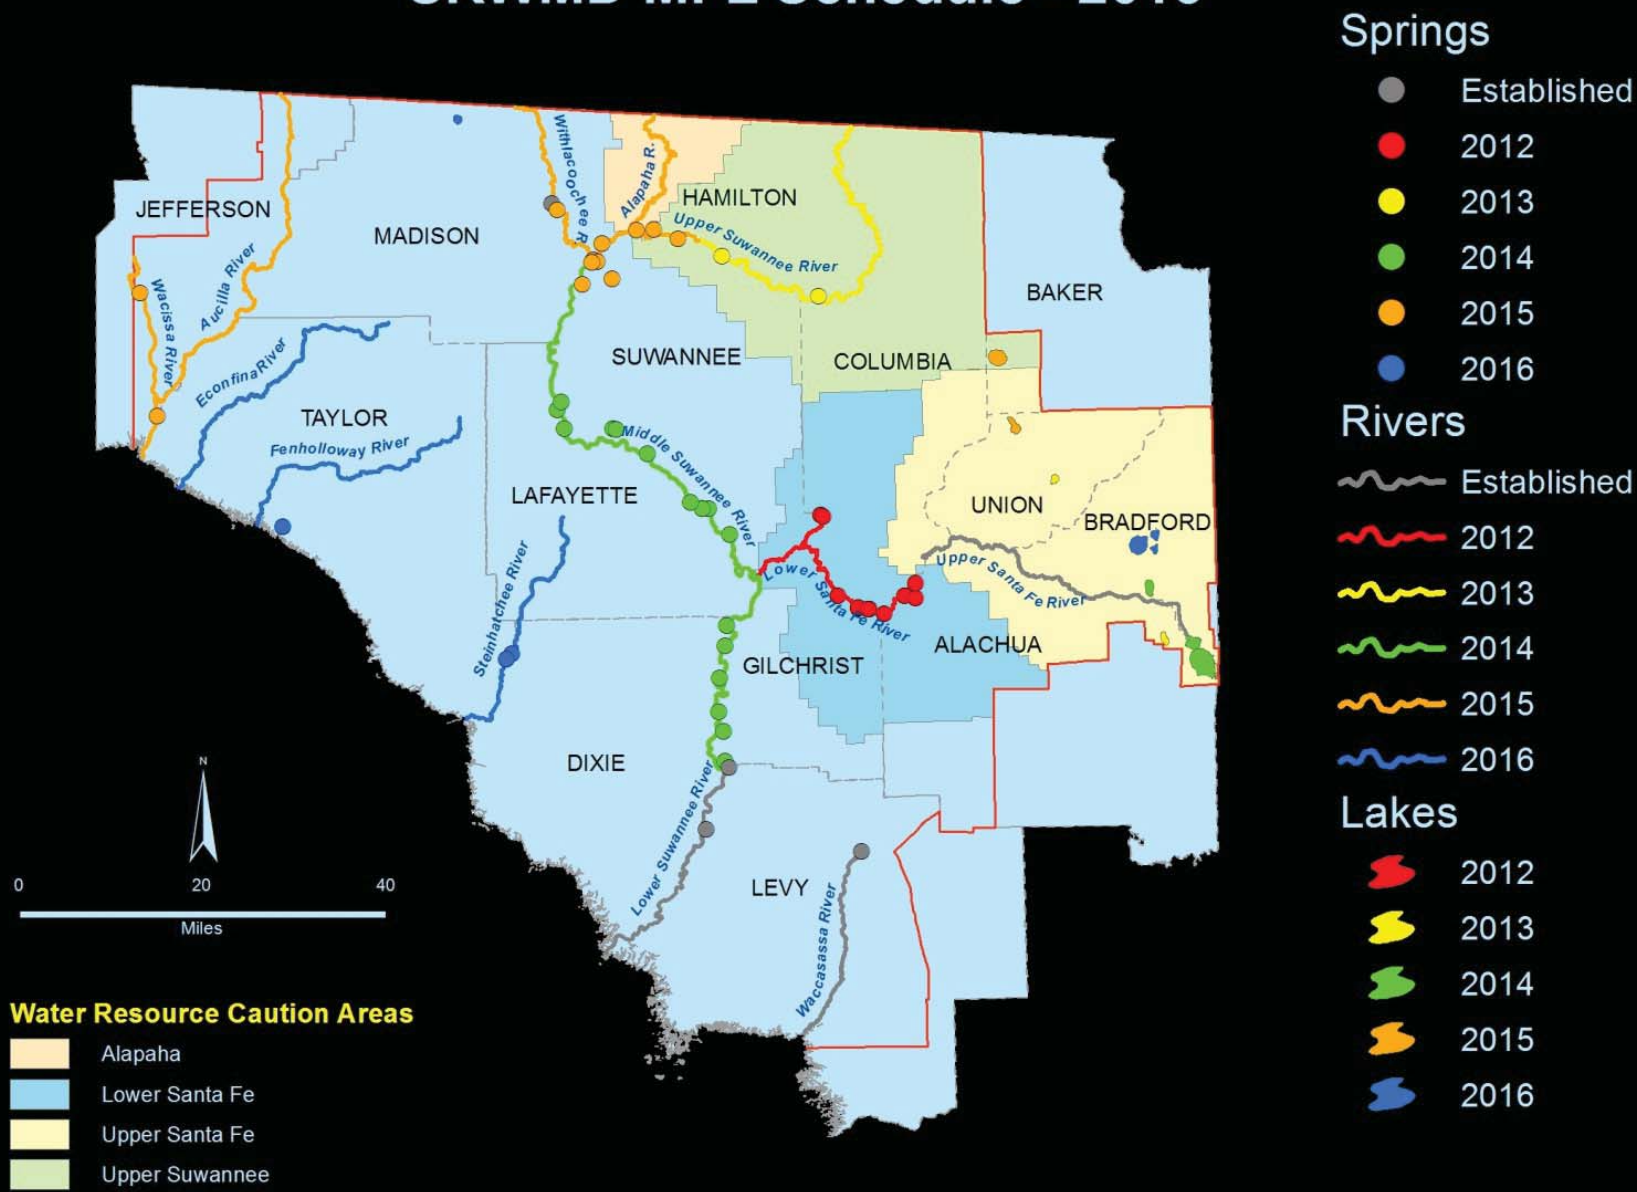 Springs
Established
2012
2013
2014
2015
2016
Rivers
Established
2012
2013
2014
2015
2016
Lakes
2012
2013
2014
2015
2016
JEFFERSON
MADISON
HAMILTON
BAKER
SUWANNEE
COLUMBIA
TAYLOR
LAFAYETTE
UNION
BRADFORD
GILCHRIST
ALACHUA
DIXIE
LEVY
Withlacoochee R.
Alapaha R.
Upper Suwannee River
Aucilla River
Wacissa River
Econfina River
Fenholloway River
Middle Suwannee River
Steinhatchee River
Lower Santa Fe River
Upper Santa Fe River
Lower Suwannee River
Waccasassa River
N
0 20 40
Miles
Water Resource Caution Areas
Alapaha
Lower Santa Fe
Upper Santa Fe
Upper Suwannee